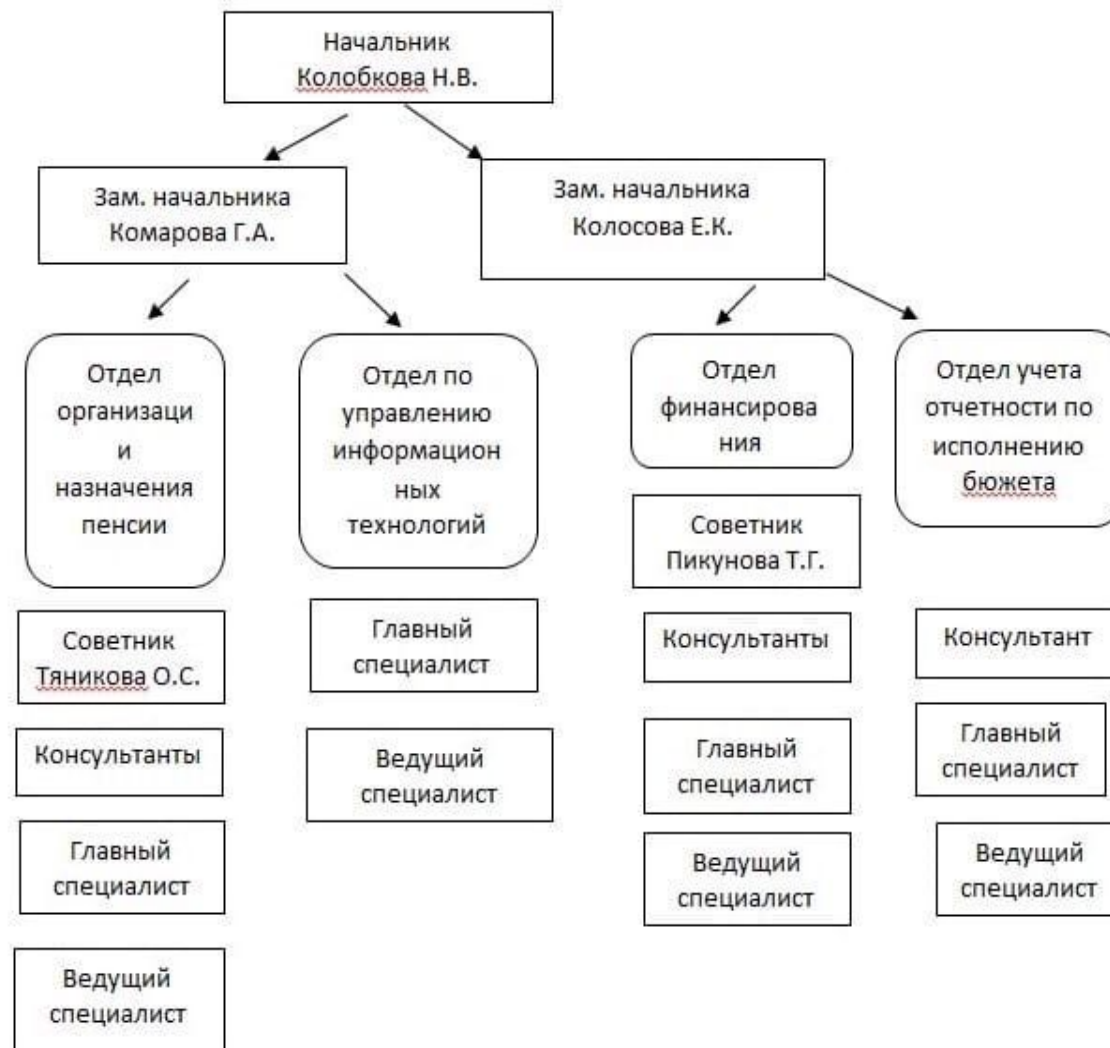 Начальник
Колобкова Н.В.
Зам. начальника
Комарова Г.А.
Зам. начальника
Колосова Е.К.
Отдел
организаци
и
назначения
пенсии
Отдел по
управлению
информацион
ных
технологий
Отдел
финансирова
ния
Отдел учета
отчетности по
исполнению
бюжета
Советник
Тяникова О.С.
Консультанты
Главный
специалист
Ведущий
специалист
Главный
специалист
Ведущий
специалист
Советник
Пикунова Т.Г.
Консультанты
Главный
специалист
Ведущий
специалист
Консультант
Главный
специалист
Ведущий
специалист